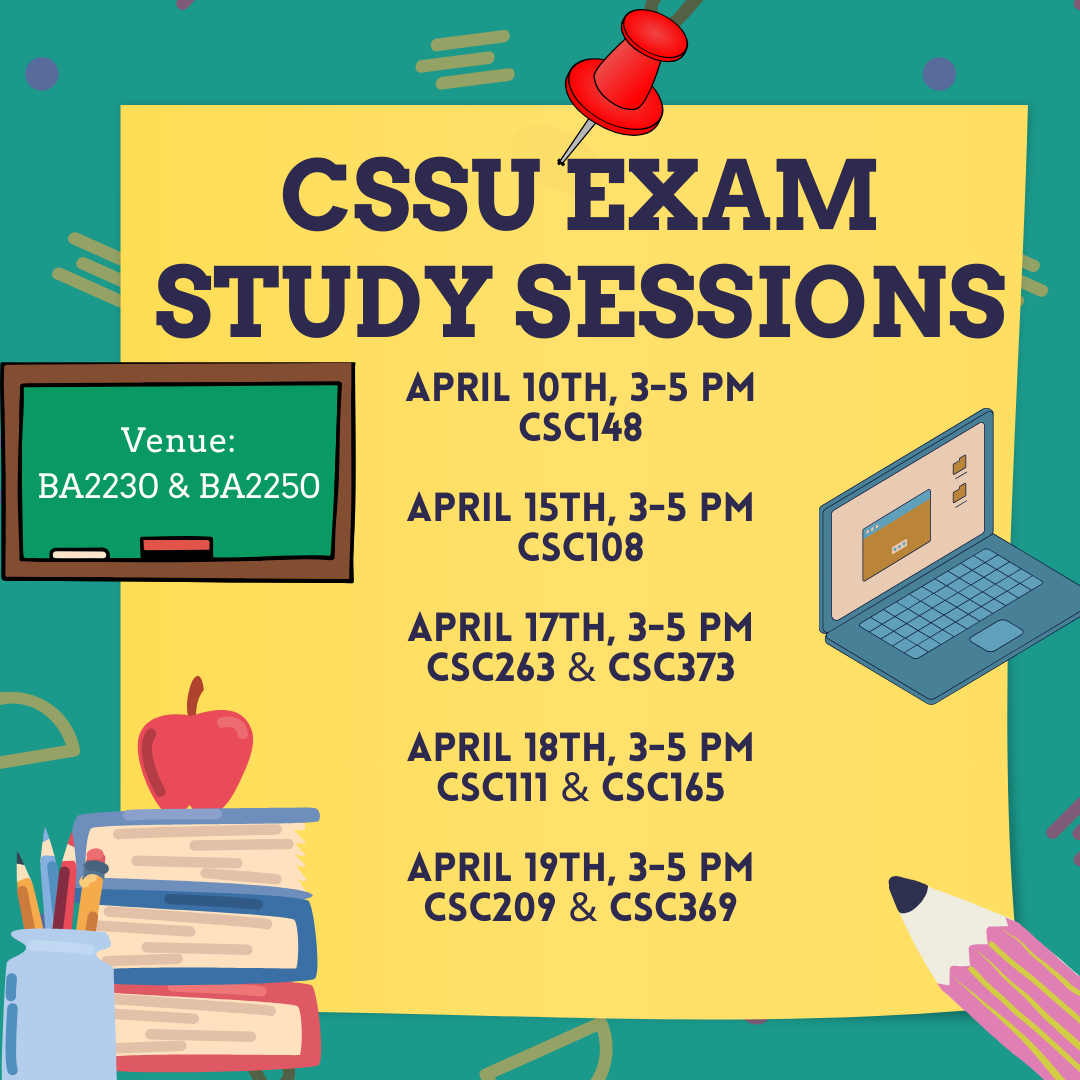 CSSU EXAM
STUDY SESSIONS
Venue:
BA2230 & BA2250
APRIL 10TH, 3-5 PM
CSC148
APRIL 15TH, 3-5 PM
CSC108
APRIL 17TH, 3-5 PM
CSC263 & CSC373
APRIL 18TH, 3-5 PM
CSC111 & CSC165
APRIL 19TH, 3-5 PM
CSC209 & CSC369